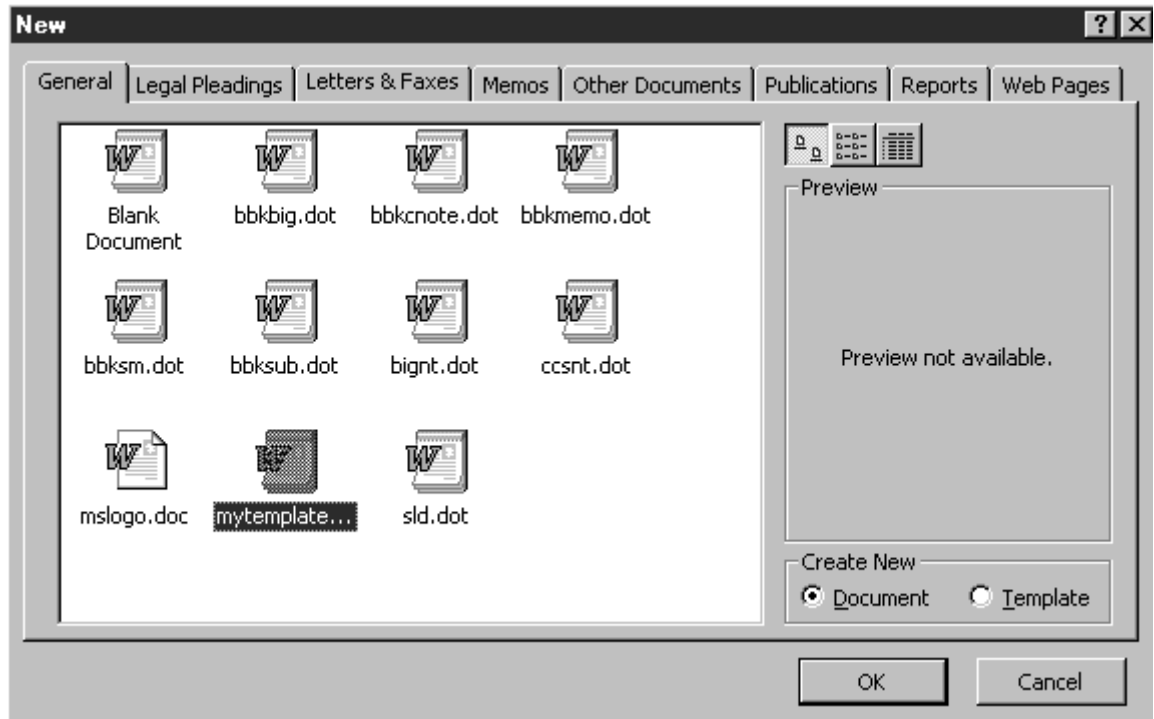 New
General Legal Pleadings Letters & Faxes Memos Other Documents Publications Reports Web Pages
Blank Document
bbkbig.dot
bbkcnote.dot
bbkmemo.dot
bbksm.dot
bbksub.dot
bignt.dot
ccsnt.dot
mslogo.doc
mytemplate...
sld.dot
Preview
Preview not available.
Create New
Document Template
OK Cancel